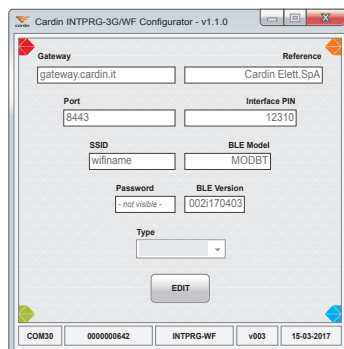 cardin
Cardin INTPRG-3G/WF Configurator - v1.1.0
Gateway Reference
gateway.cardin.it Cardin Elett.SpA
Port Interface PIN
8443 12310
SSID BLE Model
wifiname MODBT
Password BLE Version
- not visible - 002i170403
Type
EDIT
COM30 0000000642 INTPRG-WF v003 15-03-2017